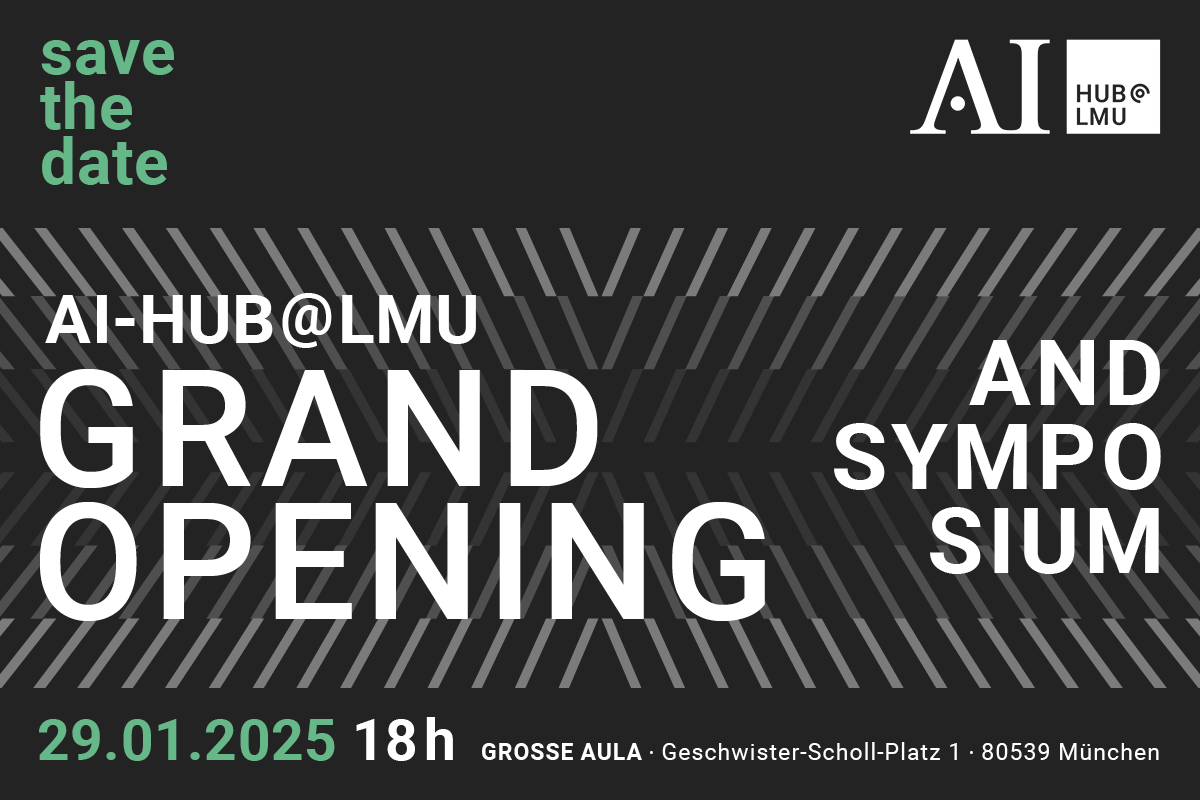 save
the
date
AI HUB@
LMU
AI-HUB@LMU
GRAND
OPENING
AND
SYMPO
SIUM
29.01.2025 18h GROSSE AULA · Geschwister-Scholl-Platz 1 · 80539 München